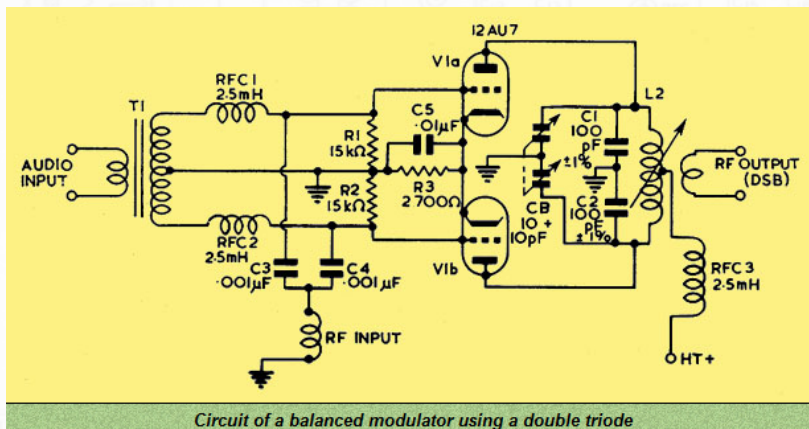 12AU7
V1a
RFC1
2·5mH
T1
C5
·01μF
L2
R1
15kΩ
C1
100
pF
±1%
AUDIO
INPUT
RF OUTPUT
(DSB)
R2
15kΩ
R3
2700Ω
CB
10+
10pF
C2
100
pF
±1%
RFC2
2·5mH
C3
·001μF
C4
·001μF
V1b
RFC3
2·5mH
RF INPUT
HT+
Circuit of a balanced modulator using a double triode